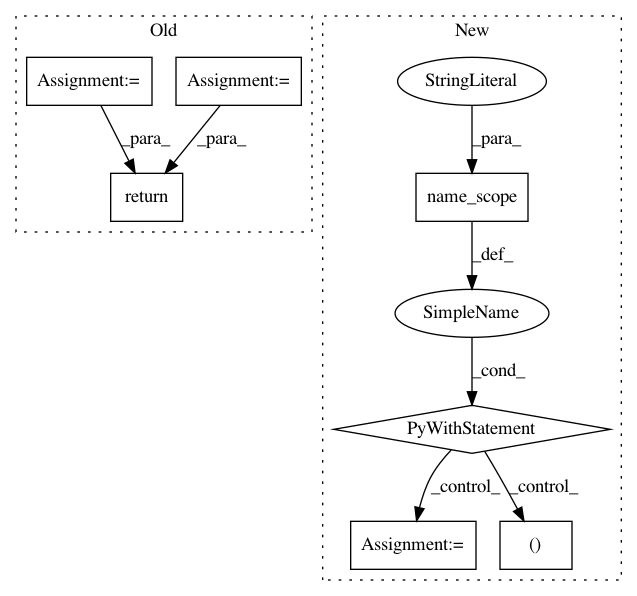 Old
Assignment:=
Assignment:=
_para_
_para_
return
New
StringLiteral
_para_
name_scope
_def_
SimpleName
_cond_
PyWithStatement
_control_
_control_
Assignment:=
()